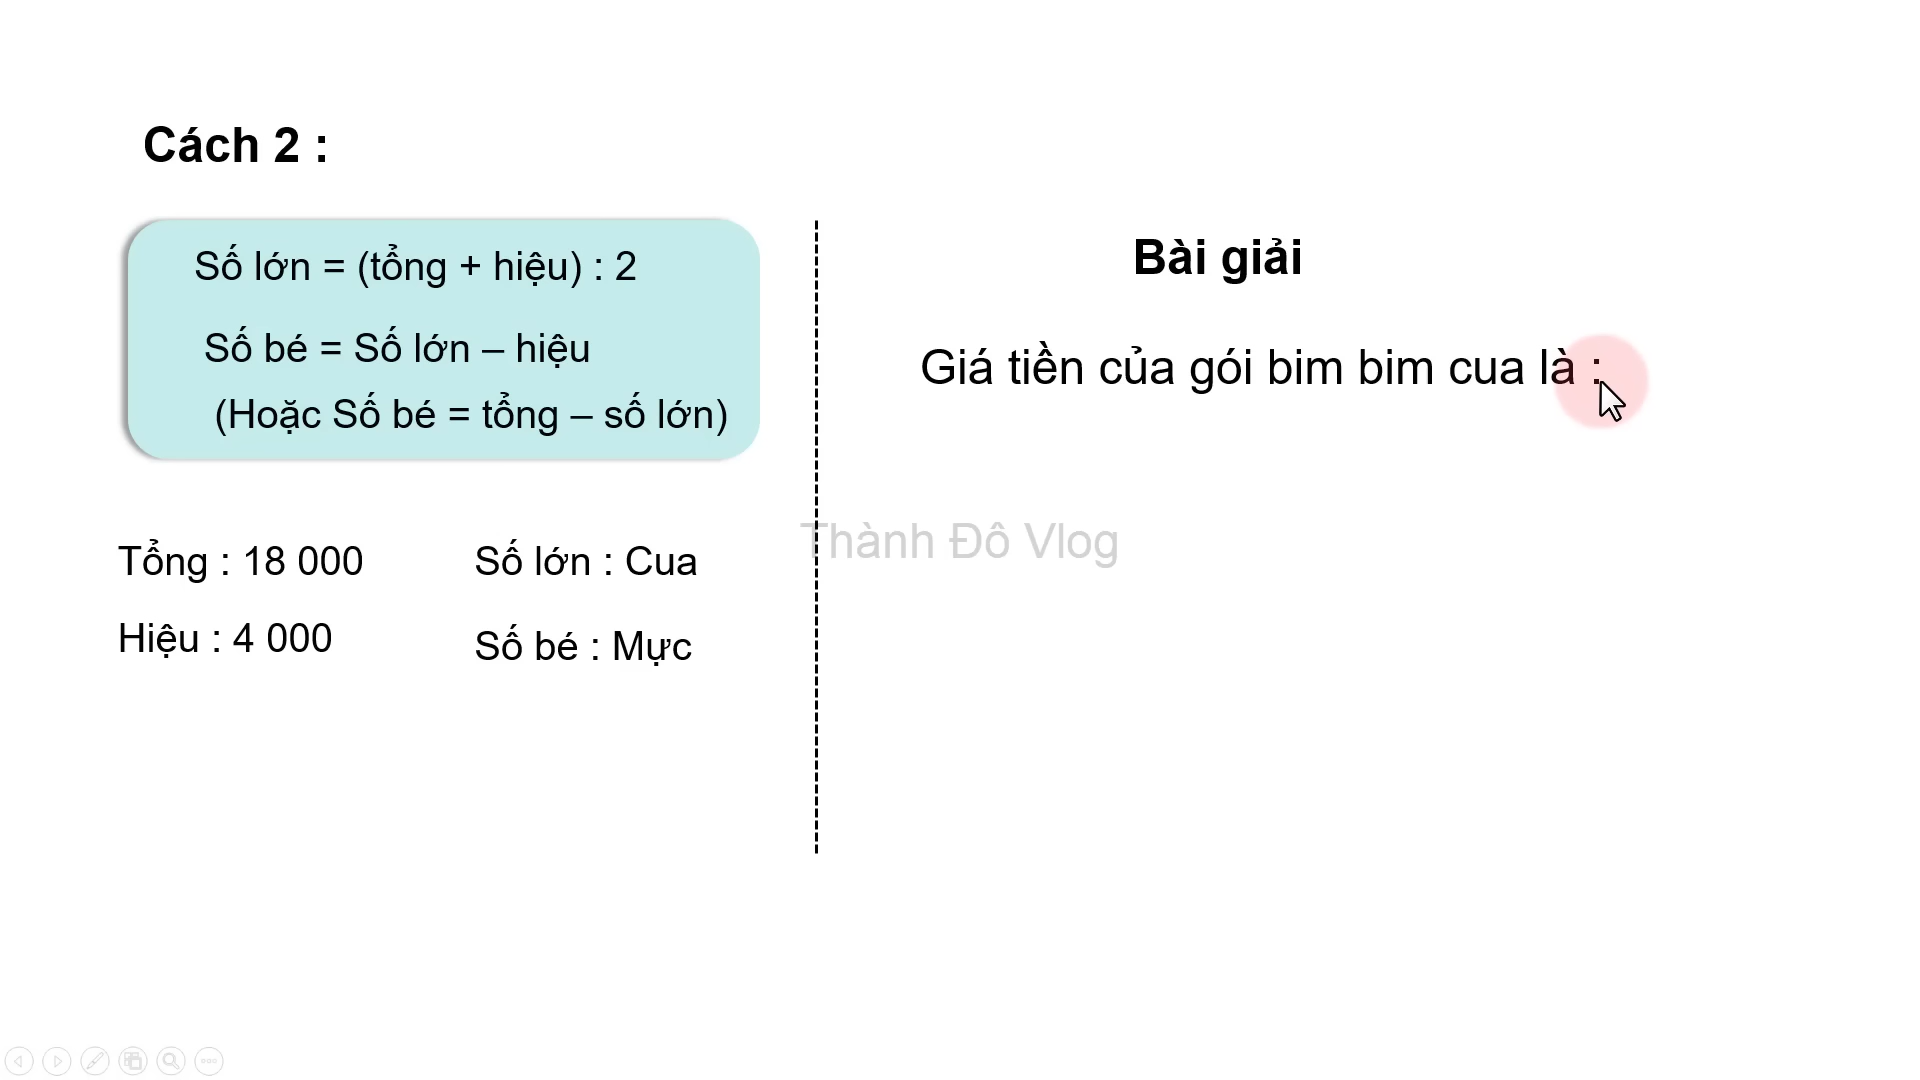 Cách 2 :
Số lớn = (tổng + hiệu) : 2
Số bé = Số lớn – hiệu
(Hoặc Số bé = tổng – số lớn)
Tổng : 18 000
Số lớn : Cua
Hiệu : 4 000
Số bé : Mực
Bài giải
Giá tiền của gói bim bim cua là :
Thành Đô Vlog